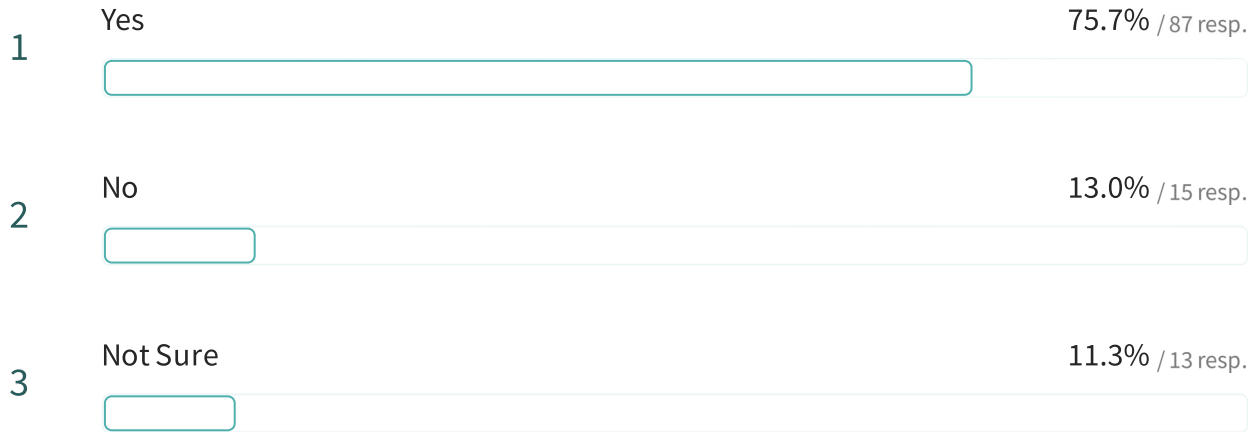 1
Yes 75.7% / 87 resp.
2
No 13.0% / 15 resp.
3
Not Sure 11.3% / 13 resp.